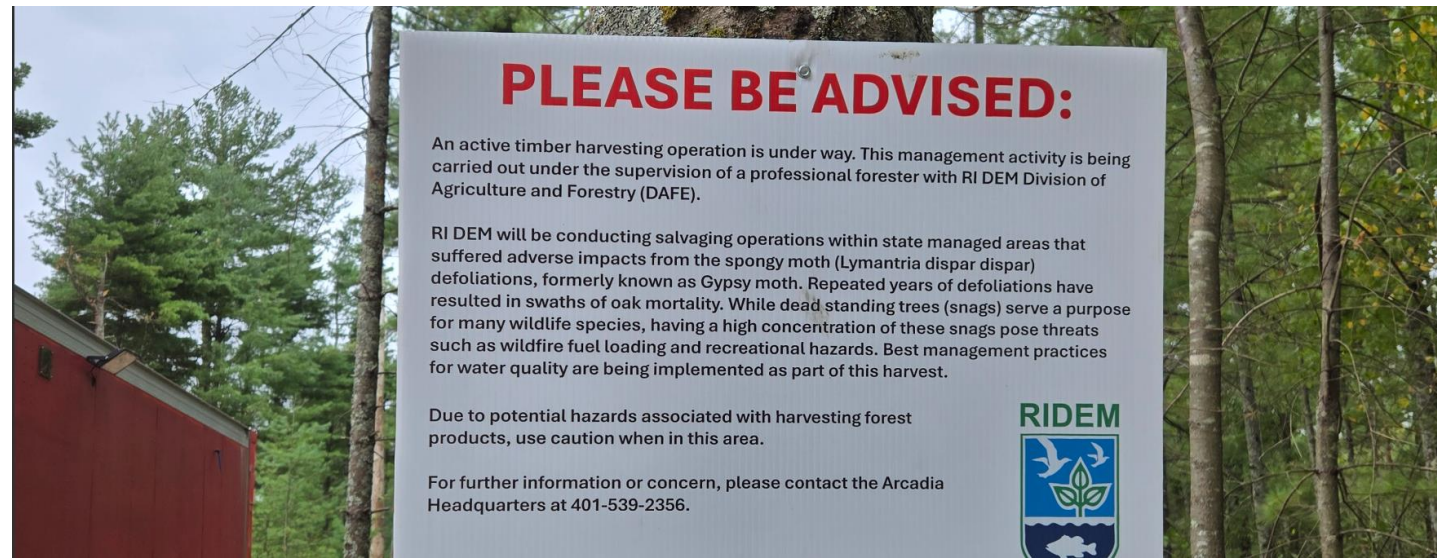 PLEASE BE ADVISED:
An active timber harvesting operation is under way. This management activity is being
carried out under the supervision of a professional forester with RI DEM Division of
Agriculture and Forestry (DAFE).
RI DEM will be conducting salvaging operations within state managed areas that
suffered adverse impacts from the spongy moth (Lymantria dispar dispar)
defoliations, formerly known as Gypsy moth. Repeated years of defoliations have
resulted in swaths of oak mortality. While dead standing trees (snags) serve a purpose
for many wildlife species, having a high concentration of these snags pose threats
such as wildfire fuel loading and recreational hazards. Best management practices
for water quality are being implemented as part of this harvest.
Due to potential hazards associated with harvesting forest
products, use caution when in this area.
For further information or concern, please contact the Arcadia
Headquarters at 401-539-2356.
RIDEM